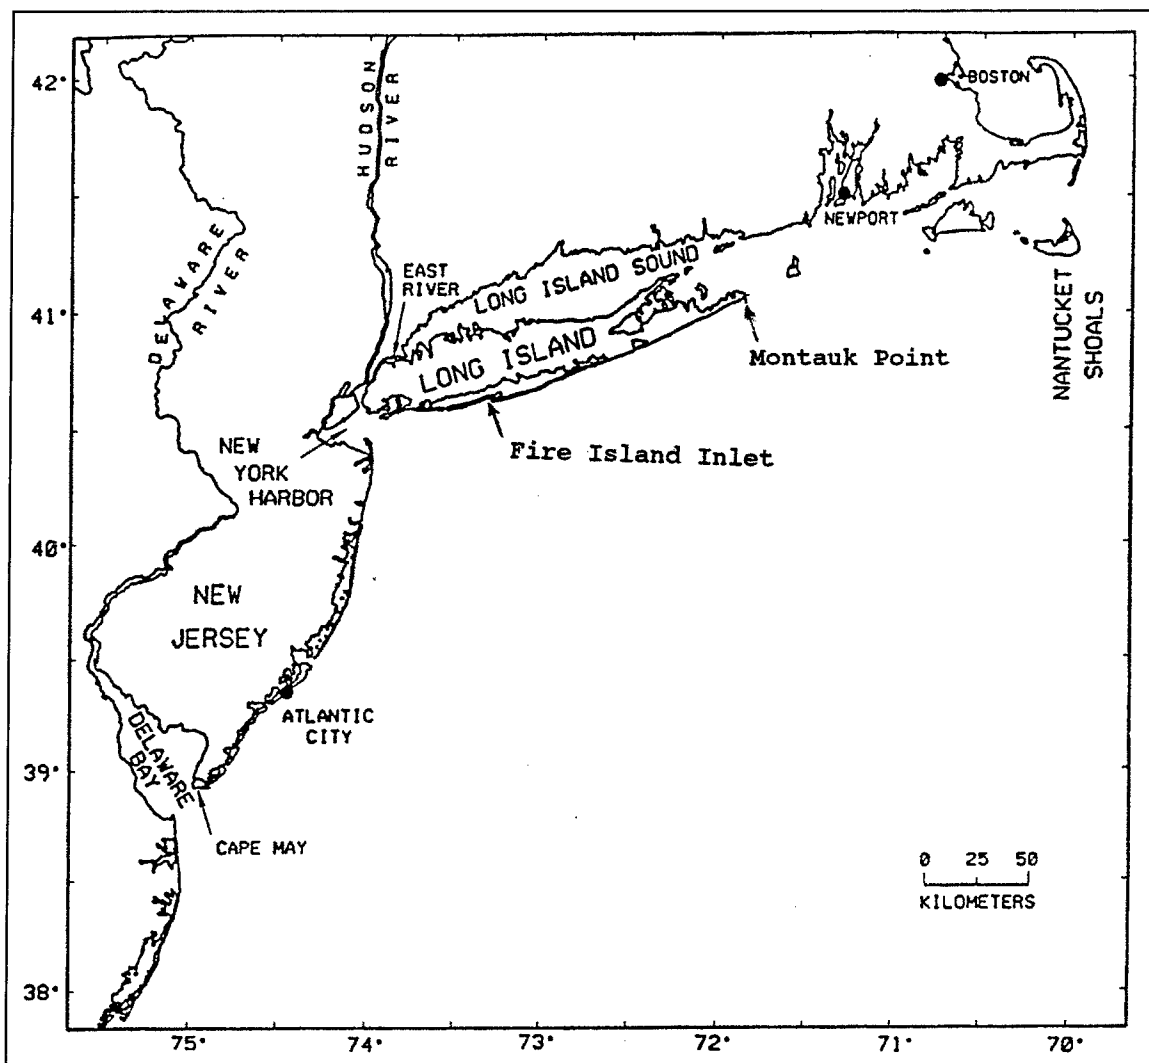 42°
41°
40°
39°
38°
75°
74°
73°
72°
71°
70°
HUDSON
RIVER
BOSTON
DELAWARE
RIVER
NEWPORT
EAST
RIVER
LONG ISLAND SOUND
LONG ISLAND
NANTUCKET
SHOALS
Montauk Point
Fire Island Inlet
NEW
YORK
HARBOR
NEW
JERSEY
ATLANTIC
CITY
DELAWARE
BAY
CAPE MAY
0 25 50
KILOMETERS